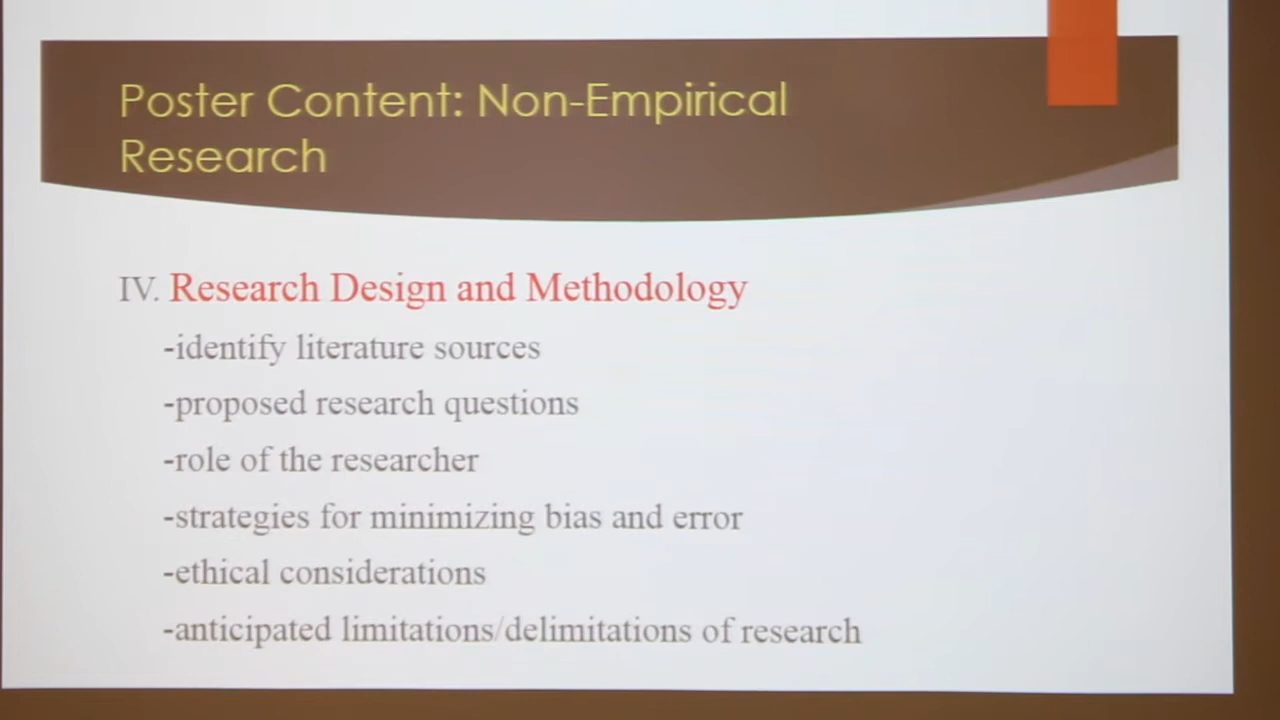 Poster Content: Non-Empirical
Research
IV. Research Design and Methodology
-identify literature sources
-proposed research questions
-role of the researcher
-strategies for minimizing bias and error
-ethical considerations
-anticipated limitations/delimitations of research